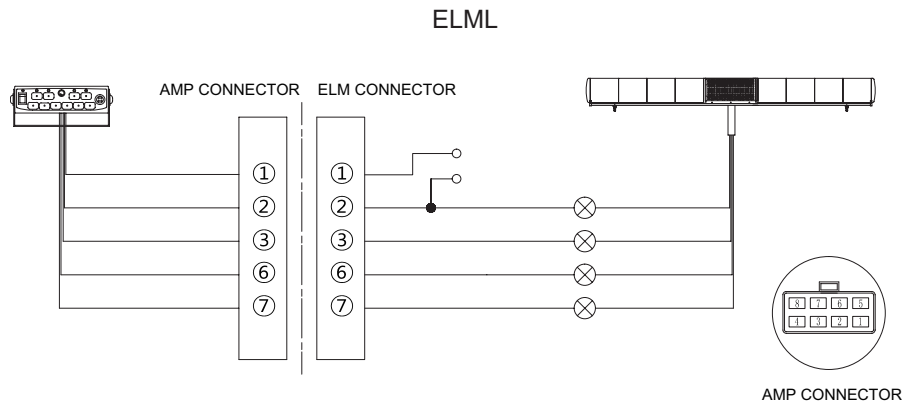 ELML
AMP CONNECTOR ELM CONNECTOR
① ①
② ②
③ ③
⑥ ⑥
⑦ ⑦
8 7 6 5
4 3 2 1
AMP CONNECTOR